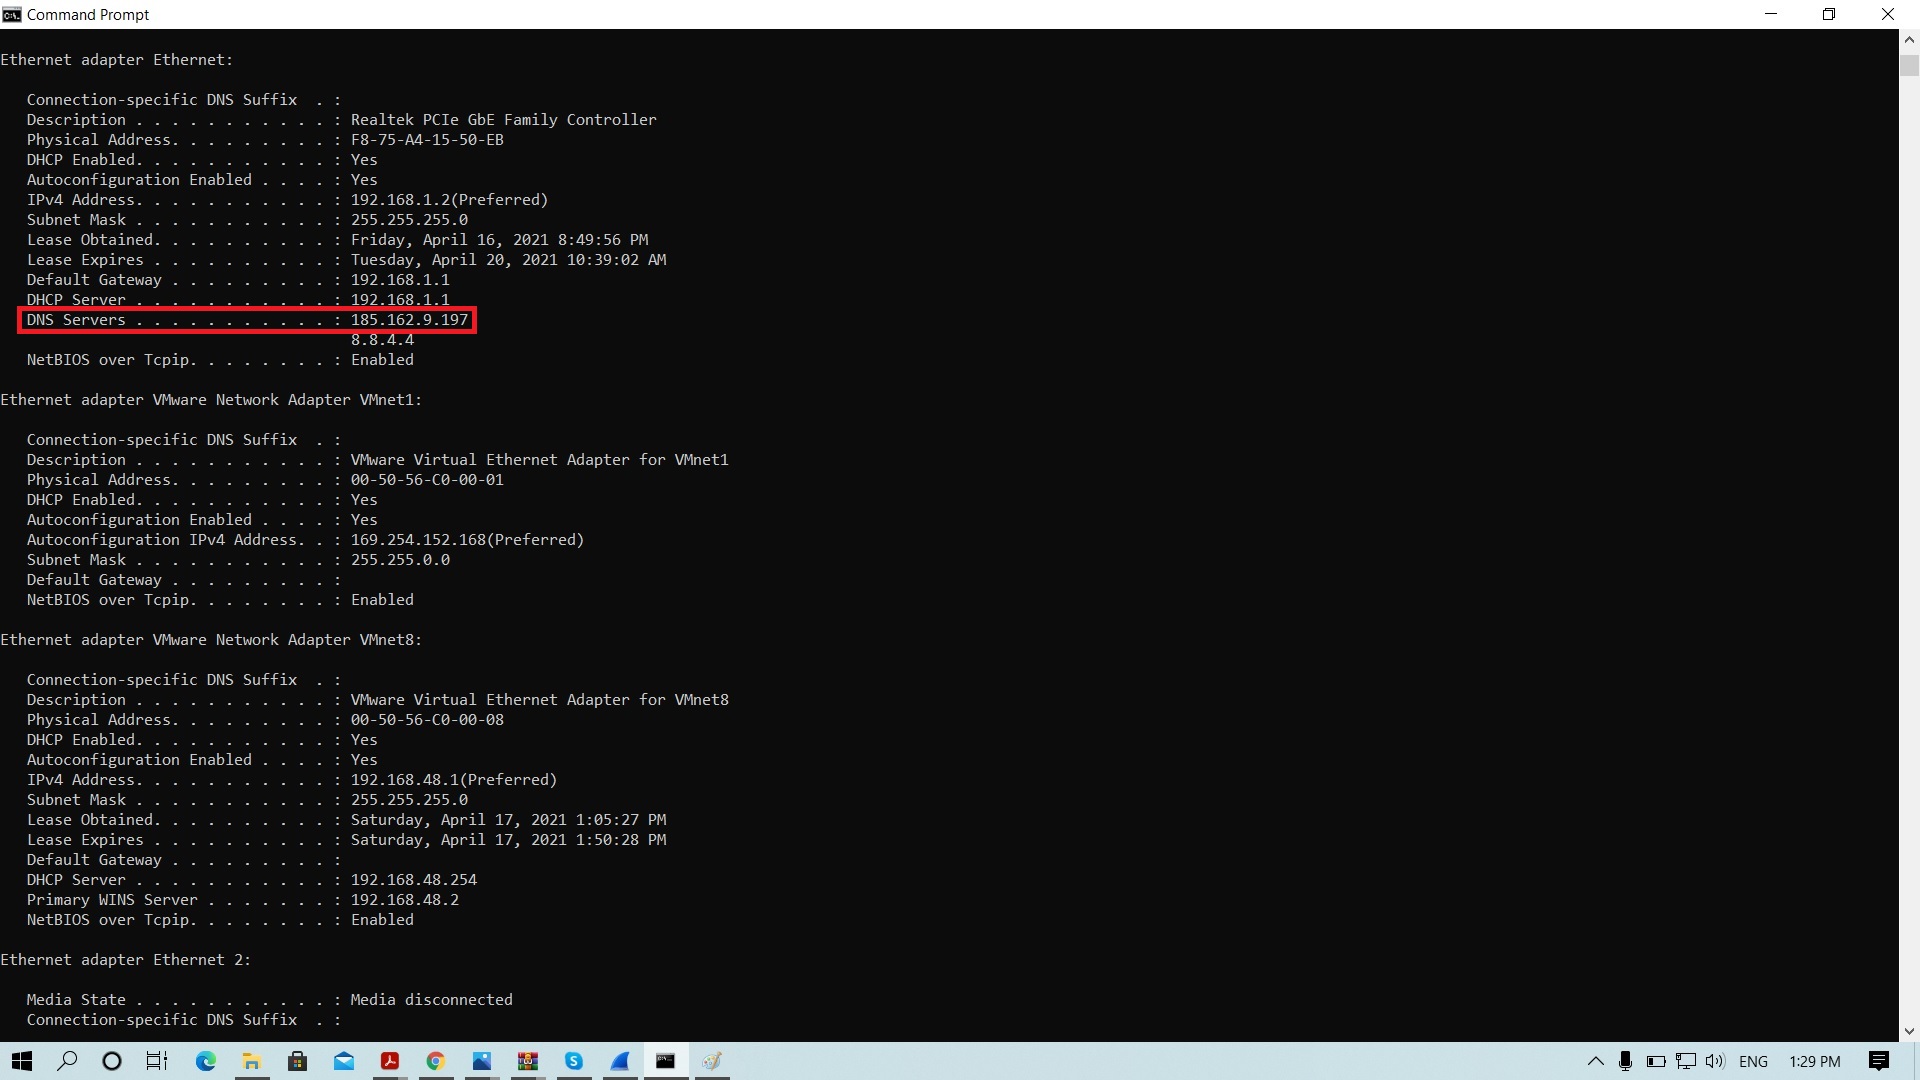 Command Prompt
Ethernet adapter Ethernet:
Connection-specific DNS Suffix  . :
Description . . . . . . . . . . . : Realtek PCIe GbE Family Controller
Physical Address. . . . . . . . . : F8-75-A4-15-50-EB
DHCP Enabled. . . . . . . . . . . : Yes
Autoconfiguration Enabled . . . . : Yes
IPv4 Address. . . . . . . . . . . : 192.168.1.2(Preferred)
Subnet Mask . . . . . . . . . . . : 255.255.255.0
Lease Obtained. . . . . . . . . . : Friday, April 16, 2021 8:49:56 PM
Lease Expires . . . . . . . . . . : Tuesday, April 20, 2021 10:39:02 AM
Default Gateway . . . . . . . . . : 192.168.1.1
DHCP Server . . . . . . . . . . . : 192.168.1.1
DNS Servers . . . . . . . . . . . : 185.162.9.197
8.8.4.4
NetBIOS over Tcpip. . . . . . . . : Enabled
Ethernet adapter VMware Network Adapter VMnet1:
Connection-specific DNS Suffix  . :
Description . . . . . . . . . . . : VMware Virtual Ethernet Adapter for VMnet1
Physical Address. . . . . . . . . : 00-50-56-C0-00-01
DHCP Enabled. . . . . . . . . . . : Yes
Autoconfiguration Enabled . . . . : Yes
Autoconfiguration IPv4 Address. . : 169.254.152.168(Preferred)
Subnet Mask . . . . . . . . . . . : 255.255.0.0
Default Gateway . . . . . . . . . :
NetBIOS over Tcpip. . . . . . . . : Enabled
Ethernet adapter VMware Network Adapter VMnet8:
Connection-specific DNS Suffix  . :
Description . . . . . . . . . . . : VMware Virtual Ethernet Adapter for VMnet8
Physical Address. . . . . . . . . : 00-50-56-C0-00-08
DHCP Enabled. . . . . . . . . . . : Yes
Autoconfiguration Enabled . . . . : Yes
IPv4 Address. . . . . . . . . . . : 192.168.48.1(Preferred)
Subnet Mask . . . . . . . . . . . : 255.255.255.0
Lease Obtained. . . . . . . . . . : Saturday, April 17, 2021 1:05:27 PM
Lease Expires . . . . . . . . . . : Saturday, April 17, 2021 1:50:28 PM
Default Gateway . . . . . . . . . :
DHCP Server . . . . . . . . . . . : 192.168.48.254
Primary WINS Server . . . . . . . : 192.168.48.2
NetBIOS over Tcpip. . . . . . . . : Enabled
Ethernet adapter Ethernet 2:
Media State . . . . . . . . . . . : Media disconnected
Connection-specific DNS Suffix  . :
ENG 1:29 PM